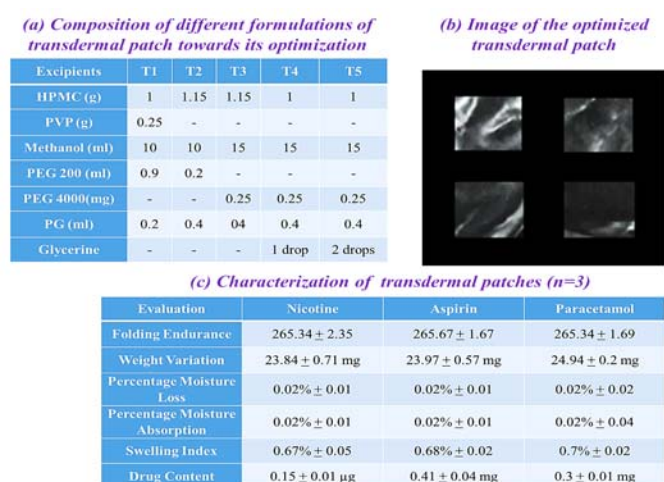 (a) Composition of different formulations of
transdermal patch towards its optimization
Excipients T1 T2 T3 T4 T5
HPMC (g) 1 1.15 1.15 1 1
PVP (g) 0.25 - - - -
Methanol (ml) 10 10 15 15 15
PEG 200 (ml) 0.9 0.2 - - -
PEG 4000(mg) - - 0.25 0.25 0.25
PG (ml) 0.2 0.4 04 0.4 0.4
Glycerine - - - 1 drop 2 drops
(b) Image of the optimized
transdermal patch
(c) Characterization of transdermal patches (n=3)
Evaluation Nicotine Aspirin Paracetamol
Folding Endurance 265.34 ± 2.35 265.67 ± 1.67 265.34 ± 1.69
Weight Variation 23.84 ± 0.71 mg 23.97 ± 0.57 mg 24.94 ± 0.2 mg
Percentage Moisture
Loss 0.02% ± 0.01 0.02% ± 0.01 0.02% ± 0.02
Percentage Moisture
Absorption 0.02% ± 0.01 0.02% ± 0.01 0.02% ± 0.04
Swelling Index 0.67% ± 0.05 0.68% ± 0.02 0.7% ± 0.02
Drug Content 0.15 ± 0.01 µg 0.41 ± 0.04 mg 0.3 ± 0.01 mg